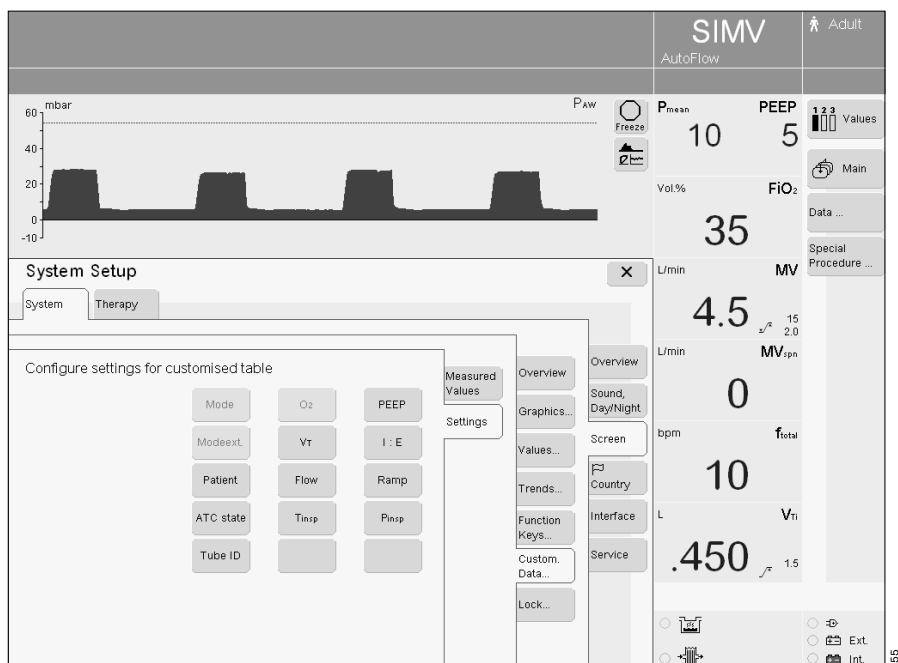 SIMV
AutoFlow
Adult
mbar
PAW
60
40
20
0
-10
Freeze
Pmean
PEEP
10
5
1 2 3
Values
Main
Data ...
Special
Procedure ...
Vol.%
FiO2
35
L/min
MV
4.5
15
2.0
L/min
MVspn
0
bpm
ftotal
10
L
VTi
.450
1.5
Ext.
Int.
System Setup
X
System
Therapy
Configure settings for customised table
Mode
O2
PEEP
Modeext.
VT
I : E
Patient
Flow
Ramp
ATC state
Tinsp
Pinsp
Tube ID
Measured
Values
Settings
Overview
Graphics...
Values...
Trends...
Function
Keys...
Custom.
Data...
Lock...
Overview
Sound,
Day/Night
Screen
Country
Interface
Service
55